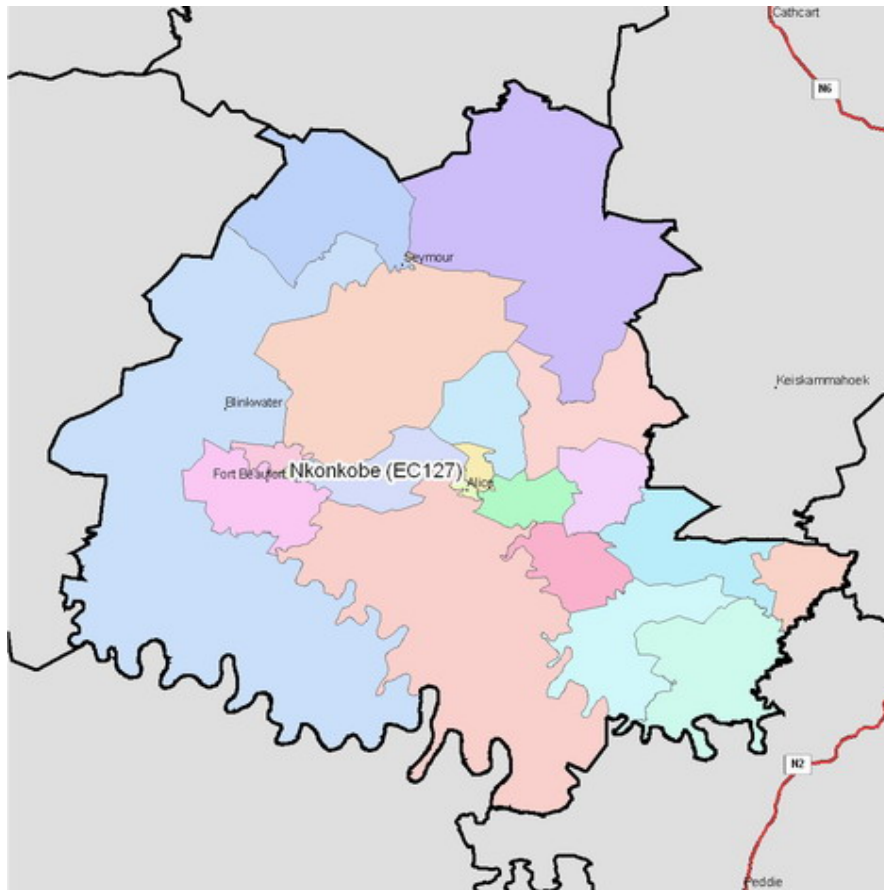 Cathcart
N6
Seymour
Keiskammahoek
Blinkwater
Fort Beaufort
Nkonkobe (EC127)
Alice
N2
Peddie